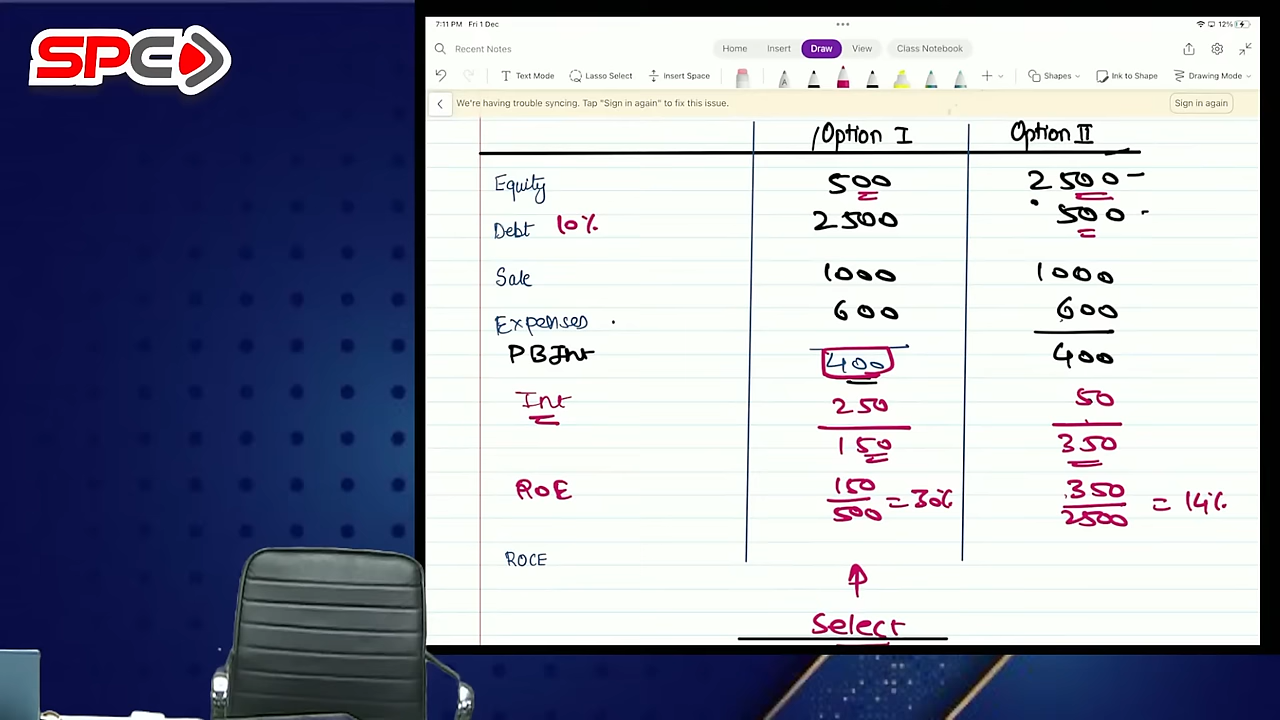 SPC
7:11 PM Fri 1 Dec
12%
Recent Notes
Home Insert Draw View Class Notebook
Text Mode Lasso Select Insert Space Shapes Ink to Shape Drawing Mode
We're having trouble syncing. Tap "Sign in again" to fix this issue. Sign in again
Option I Option II
Equity 500 2500
Debt 10% 2500 500
Sale 1000 1000
Expenses 600 600
PBInt 400 400
Int 250 50
150 350
ROE 150/500 = 30% 350/2500 = 14%
ROCE
Select